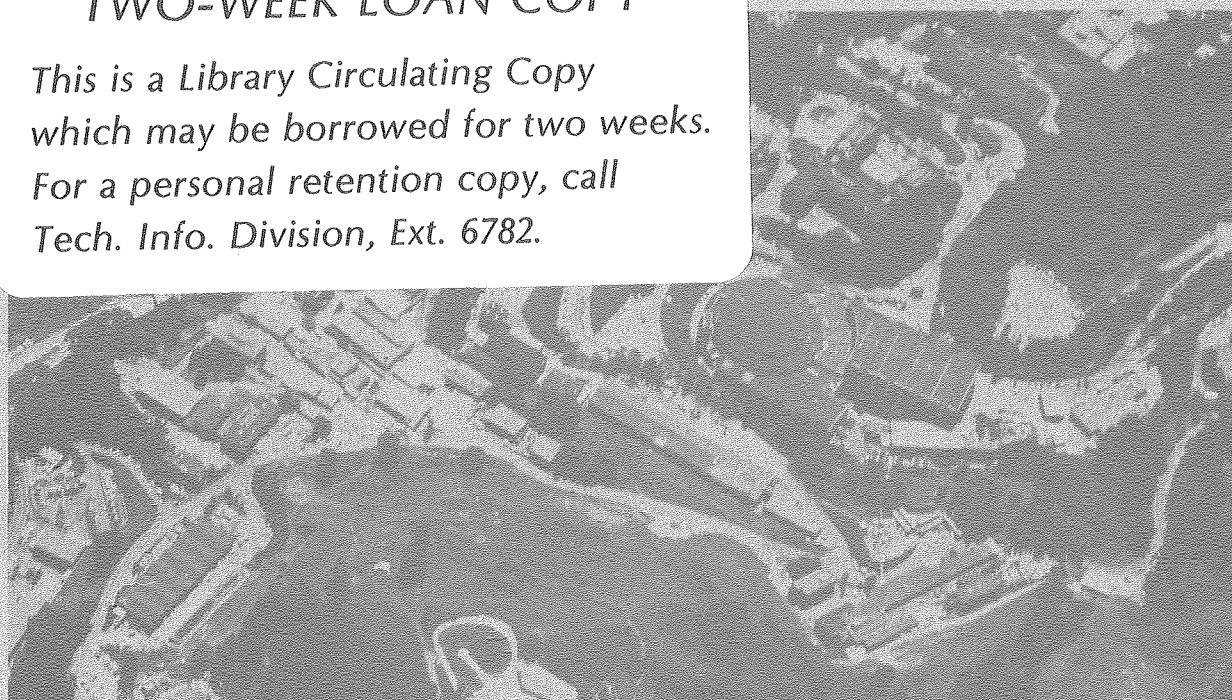 TWO-WEEK LOAN COPY
This is a Library Circulating Copy
which may be borrowed for two weeks.
For a personal retention copy, call
Tech. Info. Division, Ext. 6782.